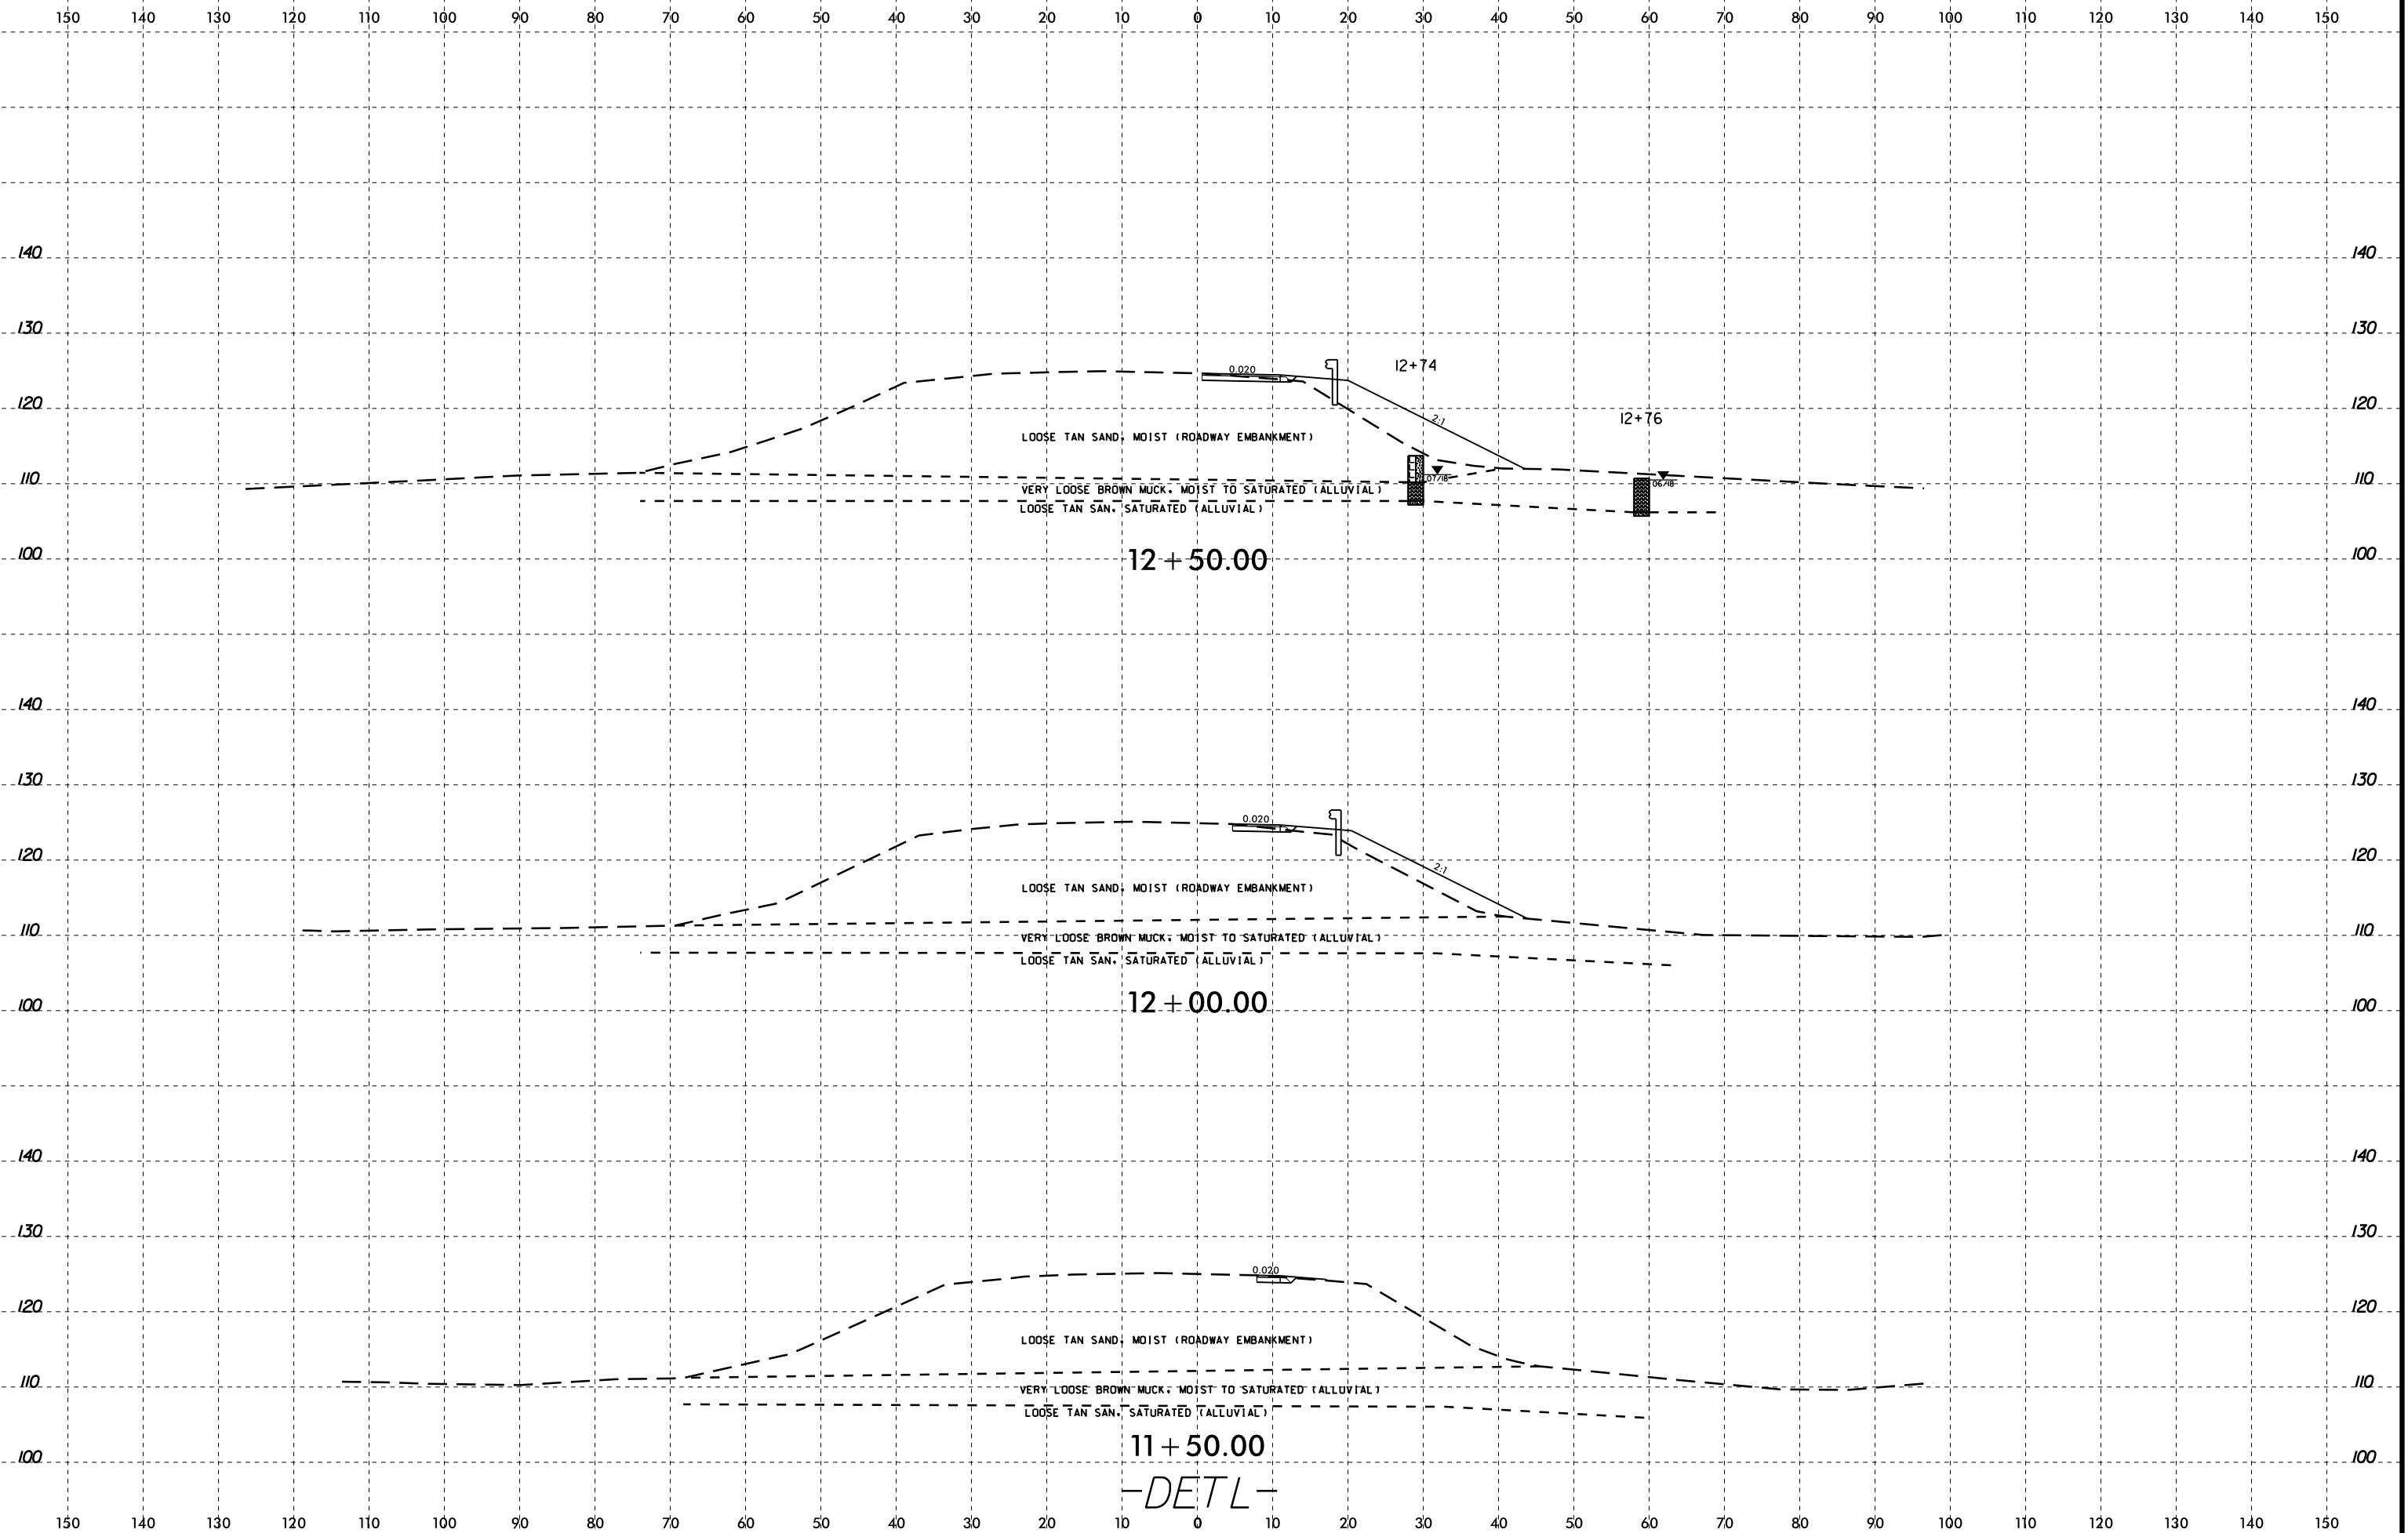 150 140 130 120 110 100 90 80 70 60 50 40 30 20 10 0 10 20 30 40 50 60 70 80 90 100 110 120 130 140 150
140 140
130 130
12+74
0.020
120 12+76 120
2:1
LOOSE TAN SAND, MOIST (ROADWAY EMBANKMENT)
110 110
07/18 06/18
VERY LOOSE BROWN MUCK, MOIST TO SATURATED (ALLUVIAL)
LOOSE TAN SAN, SATURATED (ALLUVIAL)
100 100
12+50.00
140 140
130 130
0.020
120 120
2:1
LOOSE TAN SAND, MOIST (ROADWAY EMBANKMENT)
110 110
VERY LOOSE BROWN MUCK, MOIST TO SATURATED (ALLUVIAL)
LOOSE TAN SAN, SATURATED (ALLUVIAL)
12+00.00
100 100
140 140
130 130
0.020
120 120
LOOSE TAN SAND, MOIST (ROADWAY EMBANKMENT)
110 110
VERY LOOSE BROWN MUCK, MOIST TO SATURATED (ALLUVIAL)
LOOSE TAN SAN, SATURATED (ALLUVIAL)
11+50.00
100 100
-DETL-
150 140 130 120 110 100 90 80 70 60 50 40 30 20 10 0 10 20 30 40 50 60 70 80 90 100 110 120 130 140 150